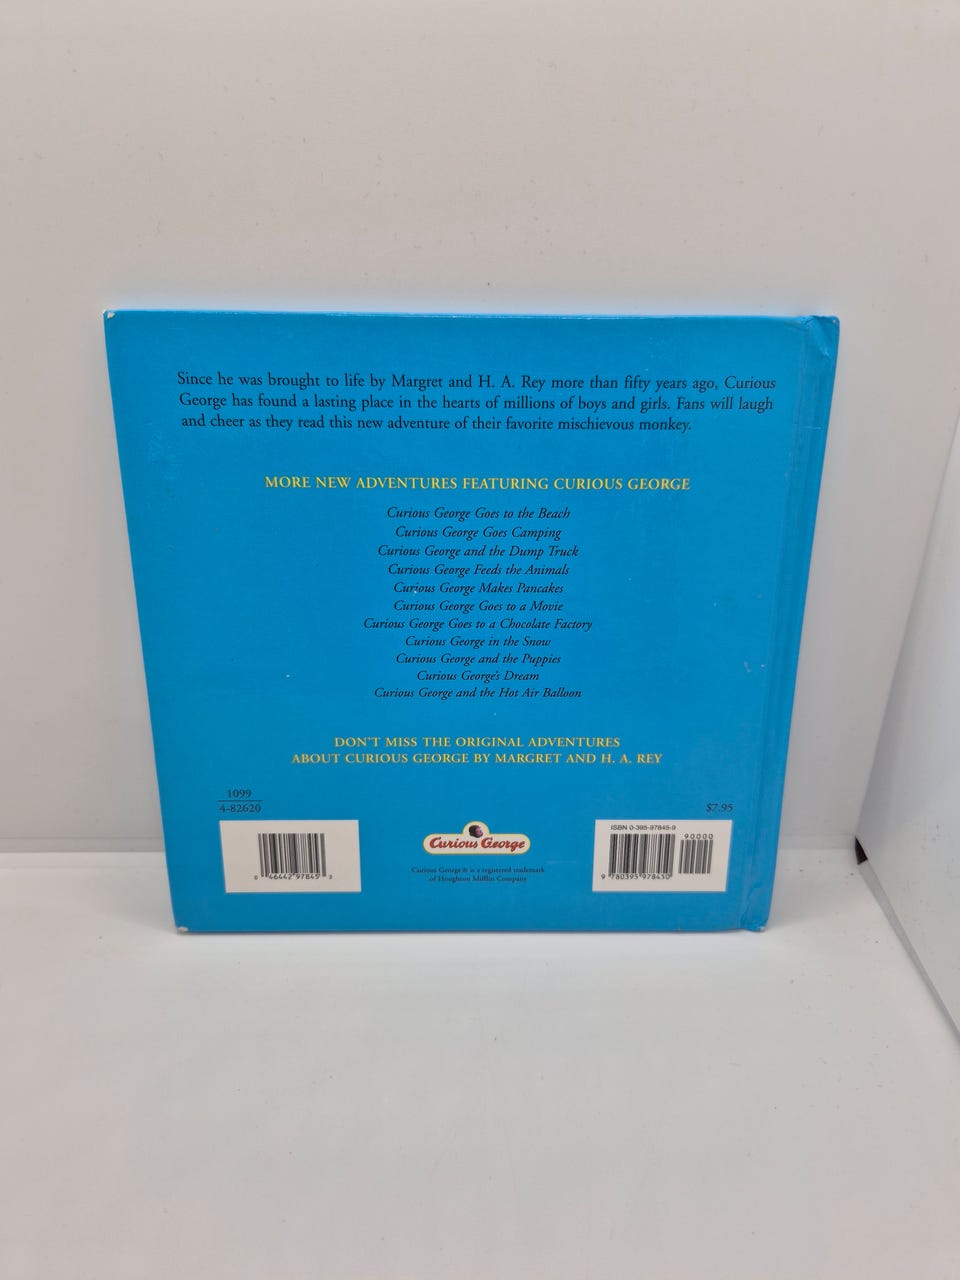 Since he was brought to life by Margret and H. A. Rey more than fifty years ago, Curious
George has found a lasting place in the hearts of millions of boys and girls. Fans will laugh
and cheer as they read this new adventure of their favorite mischievous monkey.
MORE NEW ADVENTURES FEATURING CURIOUS GEORGE
Curious George Goes to the Beach
Curious George Goes Camping
Curious George and the Dump Truck
Curious George Feeds the Animals
Curious George Makes Pancakes
Curious George Goes to a Movie
Curious George Goes to a Chocolate Factory
Curious George in the Snow
Curious George and the Puppies
Curious George's Dream
Curious George and the Hot Air Balloon
DON'T MISS THE ORIGINAL ADVENTURES
ABOUT CURIOUS GEORGE BY MARGRET AND H. A. REY
1099
4-82620
$7.95
0 46442 97845 3
Curious George
Curious George® is a registered trademark
of Houghton Mifflin Company
ISBN 0-395-97845-9
90000
9 780395 978450